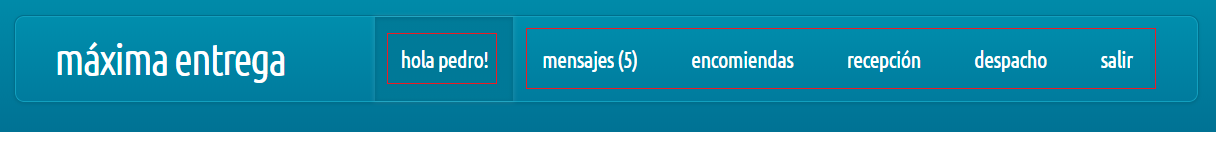 máxima entrega hola pedro! mensajes (5) encomiendas recepción despacho salir